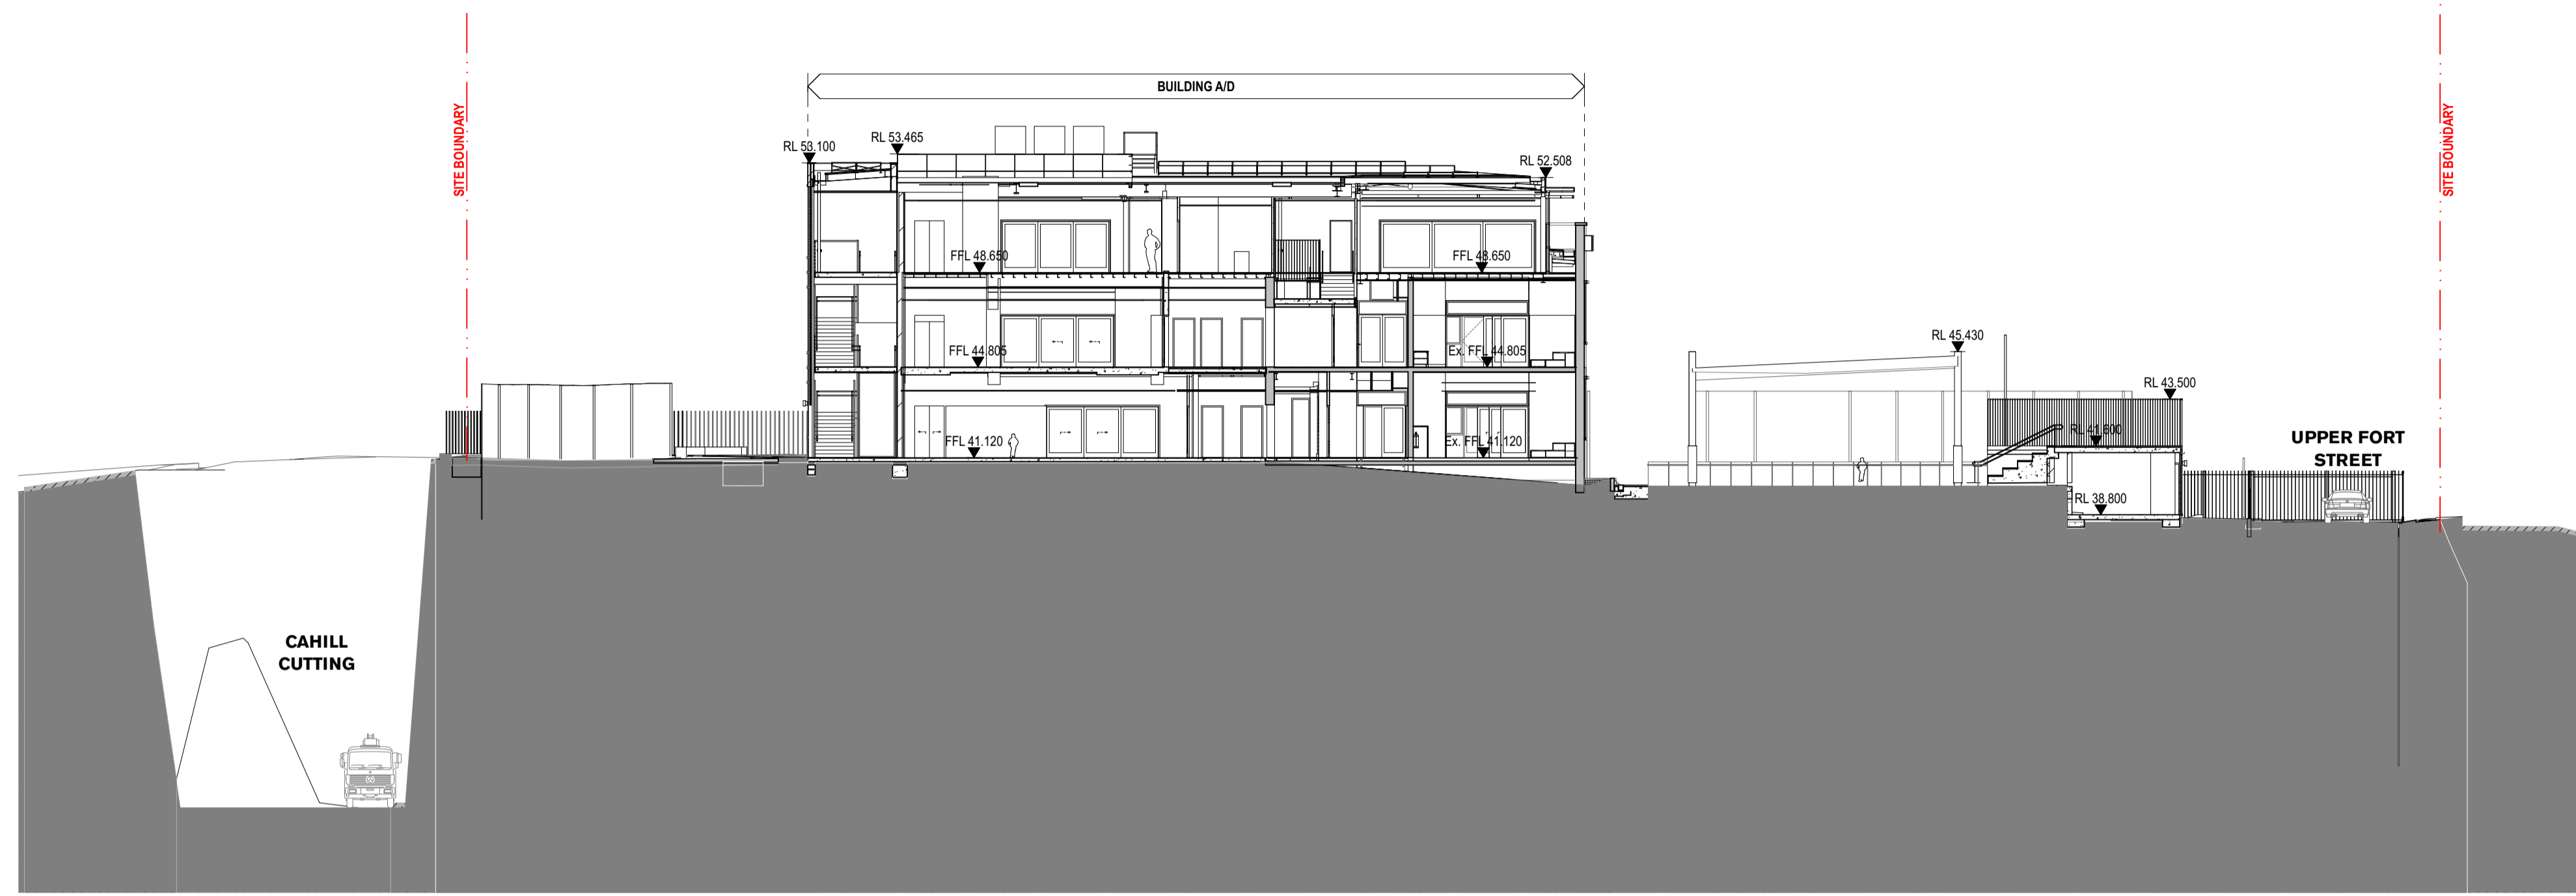 BUILDING A/D
SITE BOUNDARY
SITE BOUNDARY
RL 53.100
RL 53.465
RL 52.508
FFL 48.650
FFL 48.650
FFL 44.805
Ex. FFL 44.805
RL 45.430
RL 43.500
FFL 41.120
Ex. FFL 41.120
RL 41.600
UPPER FORT
STREET
RL 38.800
CAHILL
CUTTING